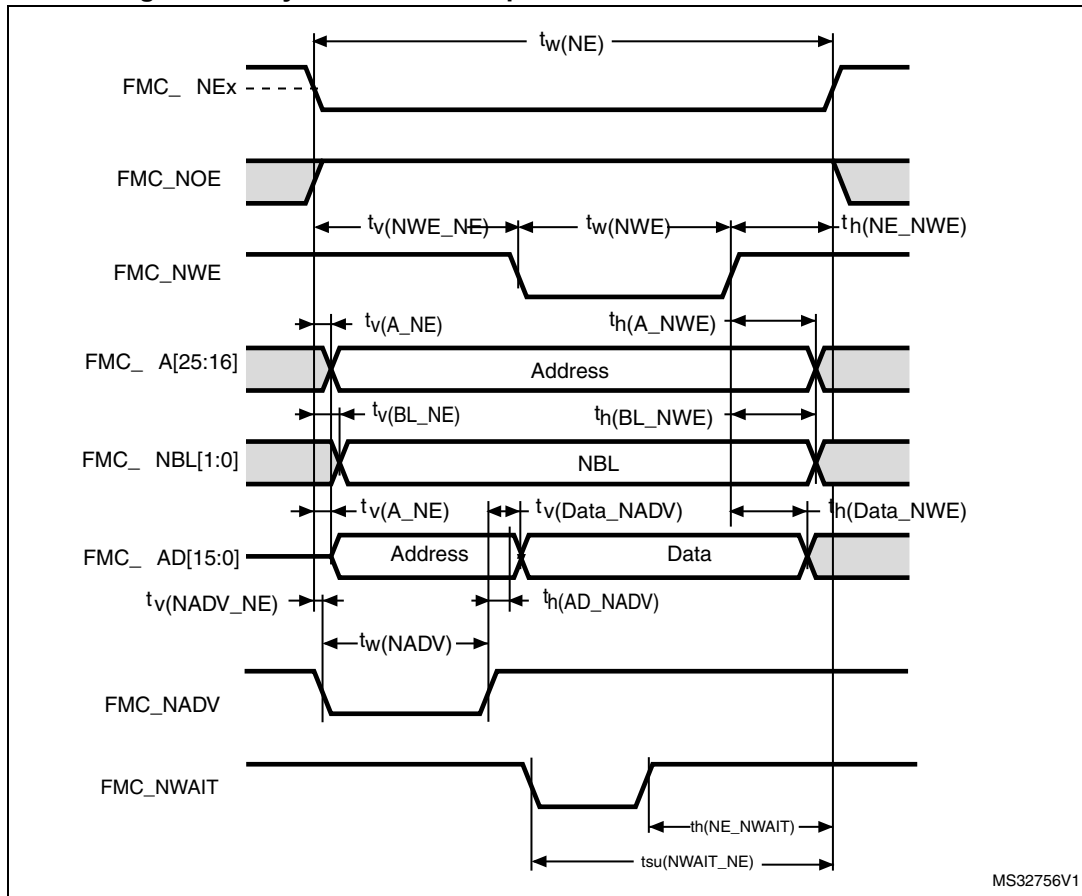 tw(NE)
FMC_ NEx
FMC_NOE
tv(NWE_NE) tw(NWE) th(NE_NWE)
FMC_NWE
tv(A_NE) th(A_NWE)
FMC_ A[25:16] Address
tv(BL_NE) th(BL_NWE)
FMC_ NBL[1:0] NBL
tv(A_NE) tv(Data_NADV) th(Data_NWE)
FMC_ AD[15:0] Address Data
tv(NADV_NE) th(AD_NADV)
tw(NADV)
FMC_NADV
FMC_NWAIT
th(NE_NWAIT)
tsu(NWAIT_NE)
MS32756V1